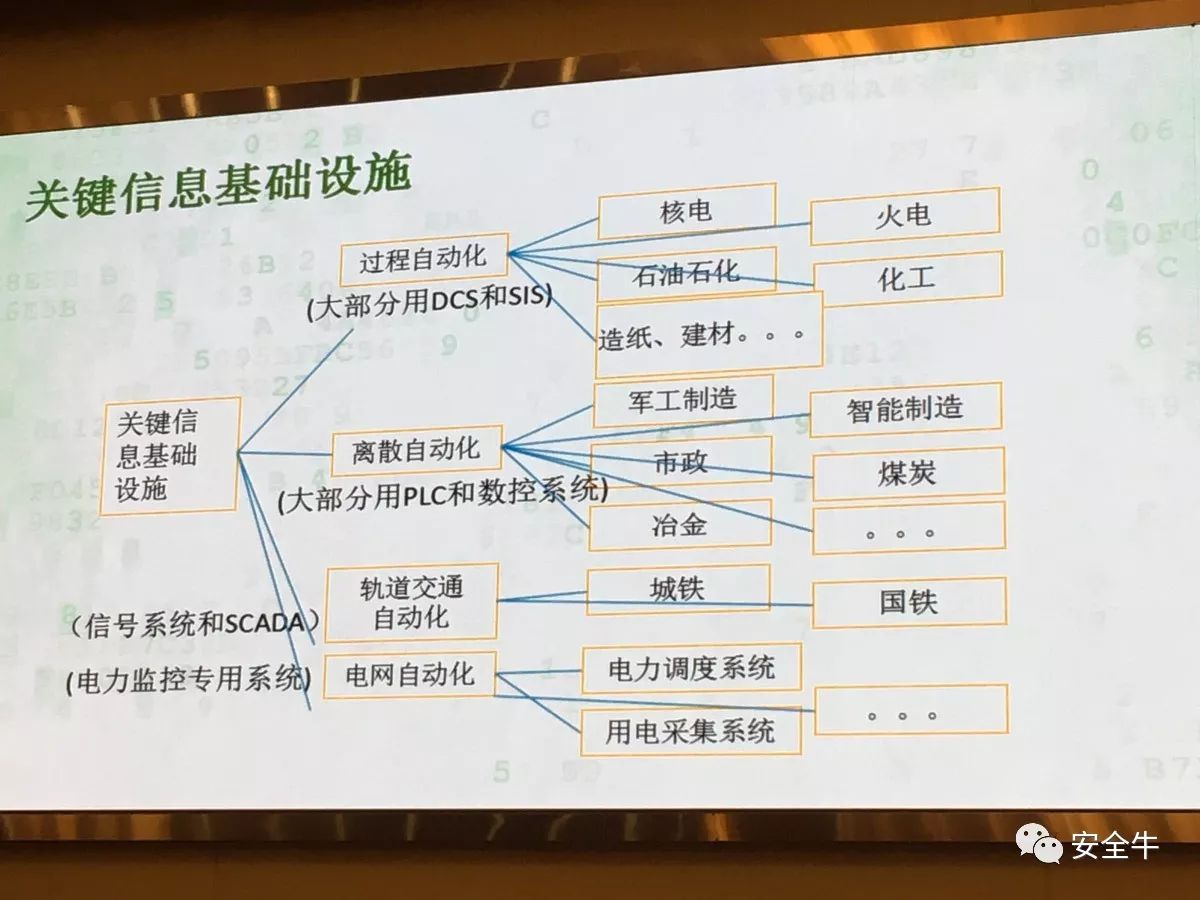 关键信息基础设施
核电
火电
过程自动化
(大部分用DCS和SIS)
石油石化
化工
造纸、建材。。。
关键信
息基础
设施
军工制造
智能制造
离散自动化
(大部分用PLC和数控系统)
市政
煤炭
冶金
。。。
轨道交通
自动化
（信号系统和SCADA）
城铁
国铁
(电力监控专用系统)
电网自动化
电力调度系统
。。。
用电采集系统
安全牛